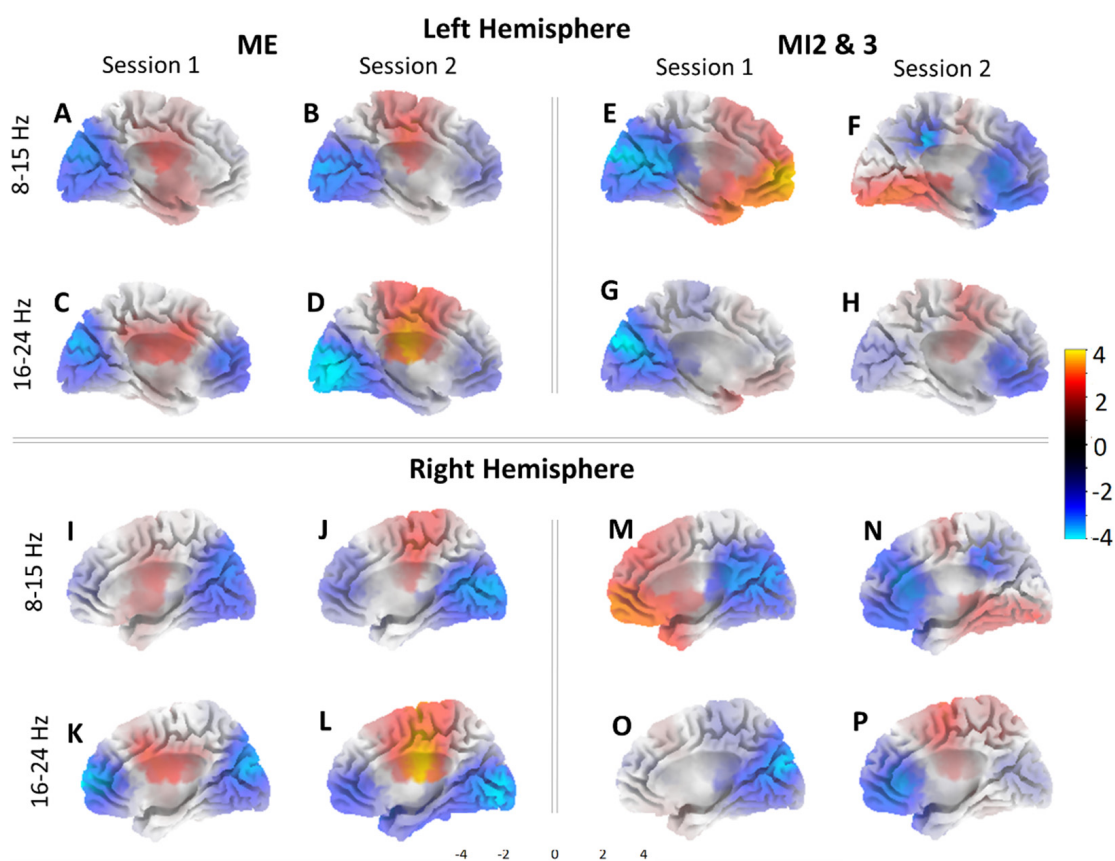 Left Hemisphere
ME MI2 & 3
Session 1 Session 2 Session 1 Session 2
8-15 Hz A B E F
16-24 Hz C D G H
4
2
0
-2
-4
Right Hemisphere
8-15 Hz I J M N
16-24 Hz K L O P
-4 -2 0 2 4